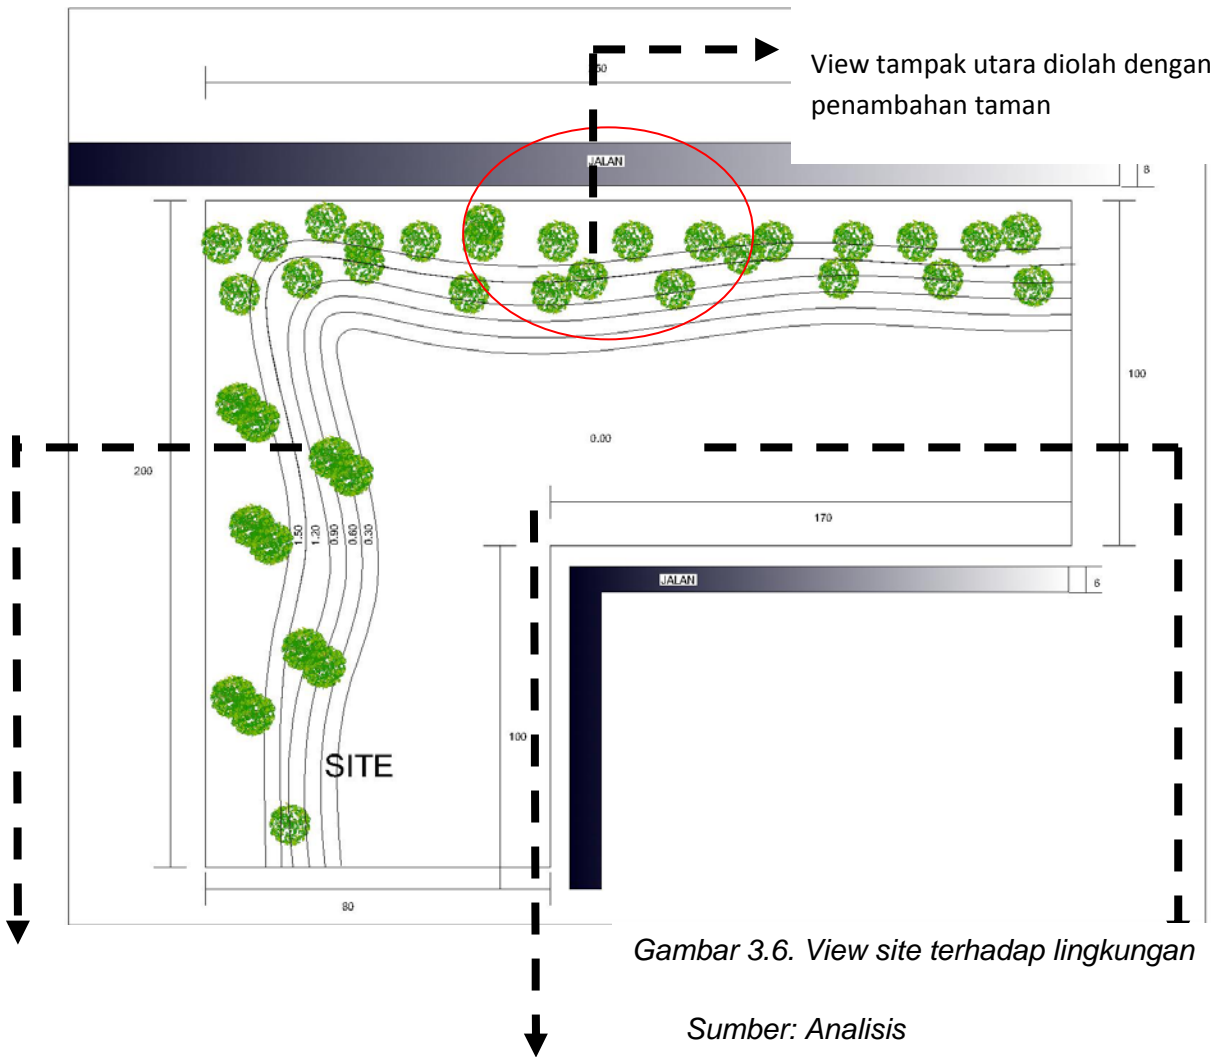 View tampak utara diolah dengan
penambahan taman
JALAN
8
100
0.00
200
170
1.50
1.20
0.90
0.60
0.30
JALAN
6
100
SITE
80
Gambar 3.6. View site terhadap lingkungan
Sumber: Analisis